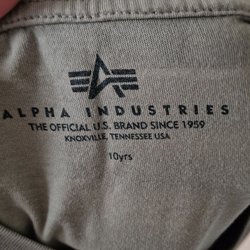 ALPHA INDUSTRIES
THE OFFICIAL U.S. BRAND SINCE 1959
KNOXVILLE, TENNESSEE USA
10yrs